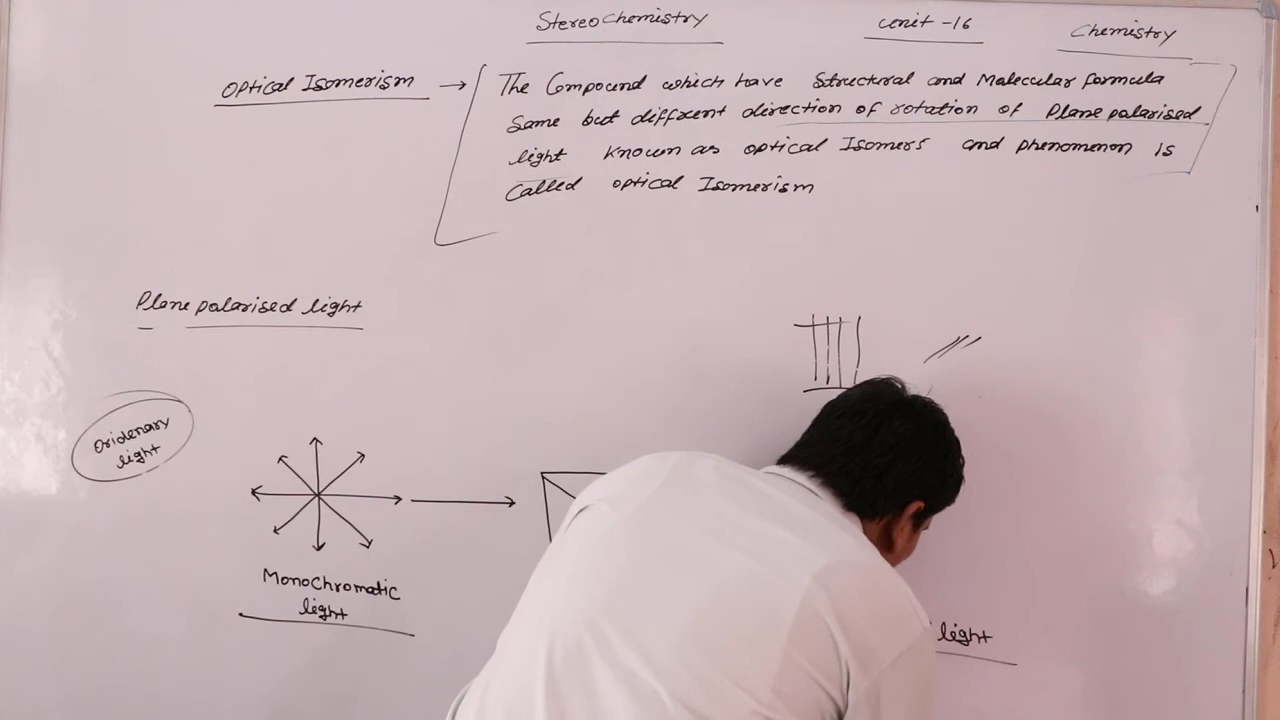 StereoChemistry Unit -16 Chemistry
Optical Isomerism → The Compound which have Structural and Molecular formula
Same but diffrent direction of rotation of Plane polarised
light known as optical Isomers and phenomenon is
Called optical Isomerism
Plane polarised light
Oridenary
light
MonoChromatic
light
light